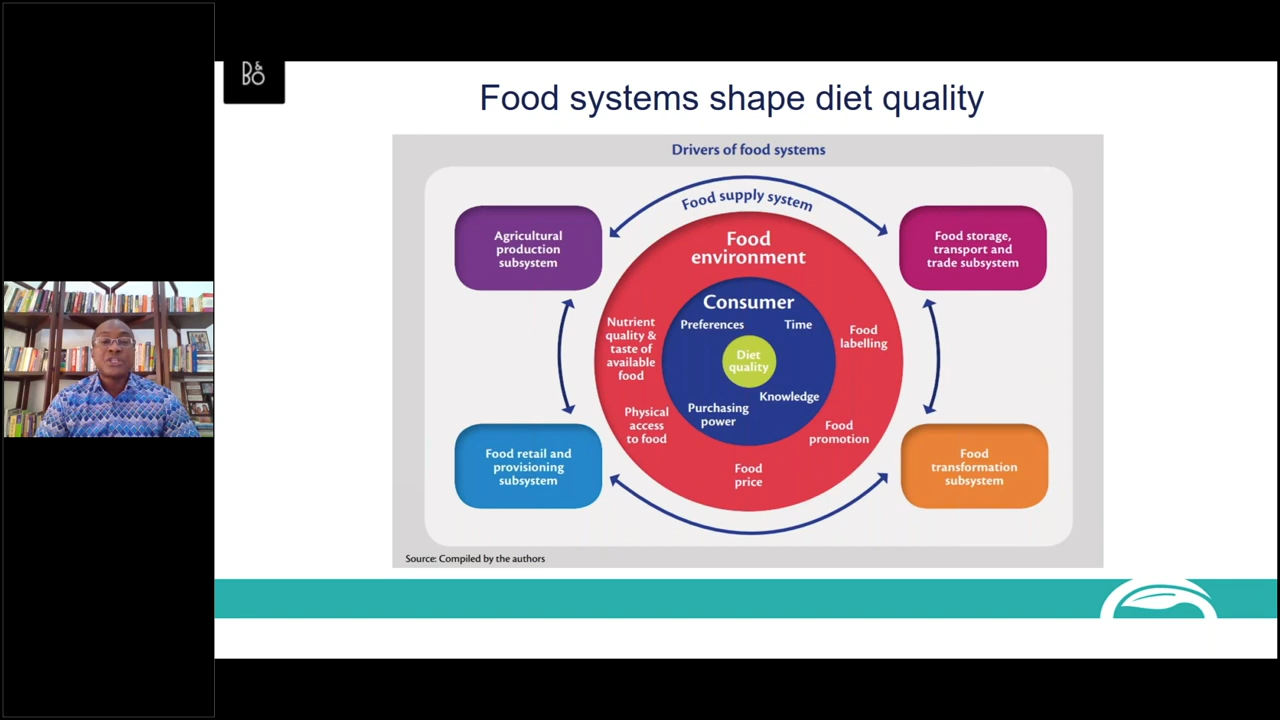 B&
BO
Food systems shape diet quality
Drivers of food systems
Food supply system
Agricultural
production
subsystem
Food storage,
transport and
trade subsystem
Food
environment
Consumer
Preferences
Time
Nutrient
quality &
taste of
available
food
Food
labelling
Diet
quality
Knowledge
Purchasing
power
Physical
access
to food
Food
promotion
Food
price
Food retail and
provisioning
subsystem
Food
transformation
subsystem
Source: Compiled by the authors